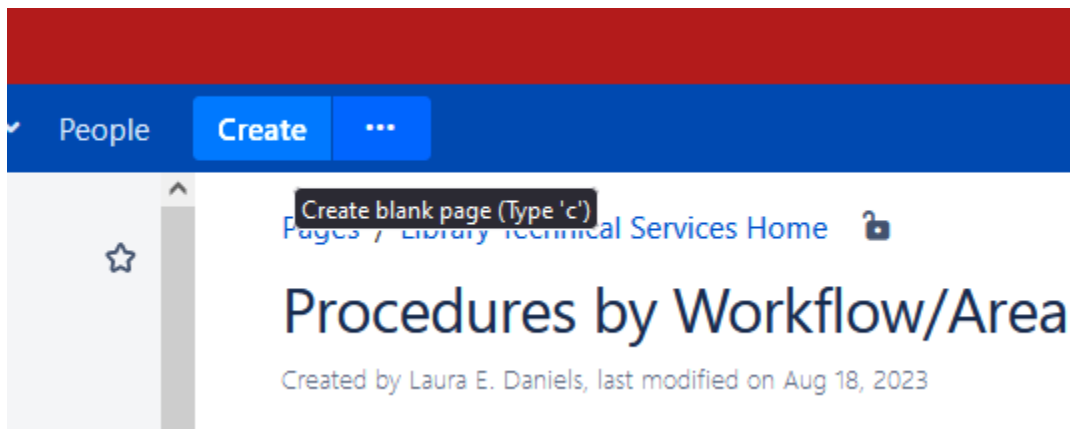 People Create ···
Create blank page (Type 'c')
Pages / Library Technical Services Home
Procedures by Workflow/Area
Created by Laura E. Daniels, last modified on Aug 18, 2023